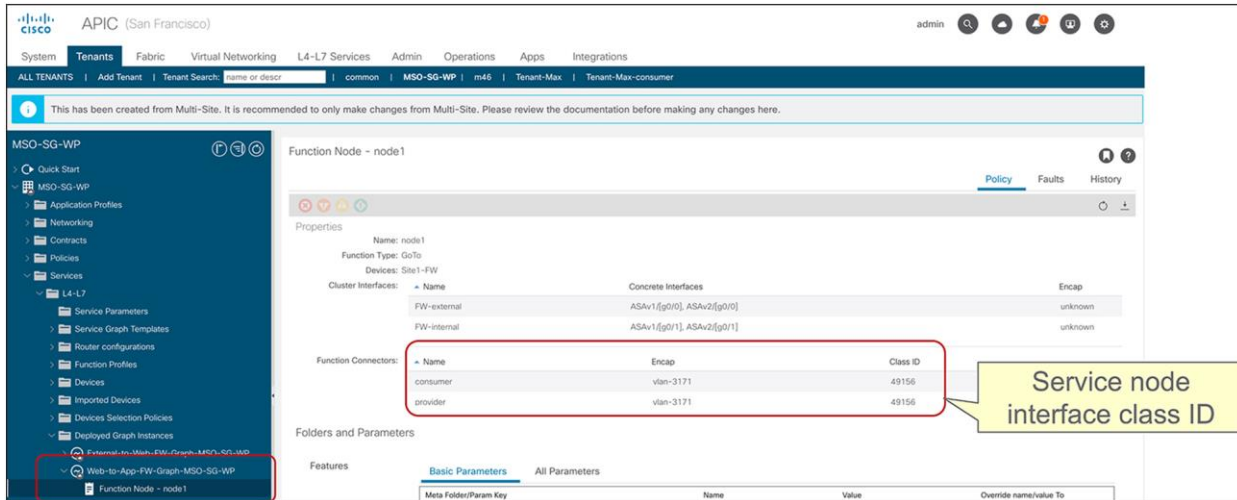 CISCO APIC (San Francisco) admin
System Tenants Fabric Virtual Networking L4-L7 Services Admin Operations Apps Integrations
ALL TENANTS | Add Tenant | Tenant Search: name or descr | common | MSO-SG-WP | m46 | Tenant-Max | Tenant-Max-consumer
This has been created from Multi-Site. It is recommended to only make changes from Multi-Site. Please review the documentation before making any changes here.
MSO-SG-WP
Quick Start
MSO-SG-WP
Application Profiles
Networking
Contracts
Policies
Services
L4-L7
Service Parameters
Service Graph Templates
Router configurations
Function Profiles
Devices
Imported Devices
Devices Selection Policies
Deployed Graph Instances
External-to-Web-FW-Graph-MSO-SG-WP
Web-to-App-FW-Graph-MSO-SG-WP
Function Node - node1
Function Node - node1
Policy Faults History
Properties
Name: node1
Function Type: GoTo
Devices: Site1-FW
Cluster Interfaces: Name Concrete Interfaces Encap
FW-external ASAv1/[g0/0], ASAv2/[g0/0] unknown
FW-internal ASAv1/[g0/1], ASAv2/[g0/1] unknown
Function Connectors: Name Encap Class ID
consumer vlan-3171 49156
provider vlan-3171 49156
Service node
interface class ID
Folders and Parameters
Features Basic Parameters All Parameters
Meta Folder/Param Key Name Value Override name/value To